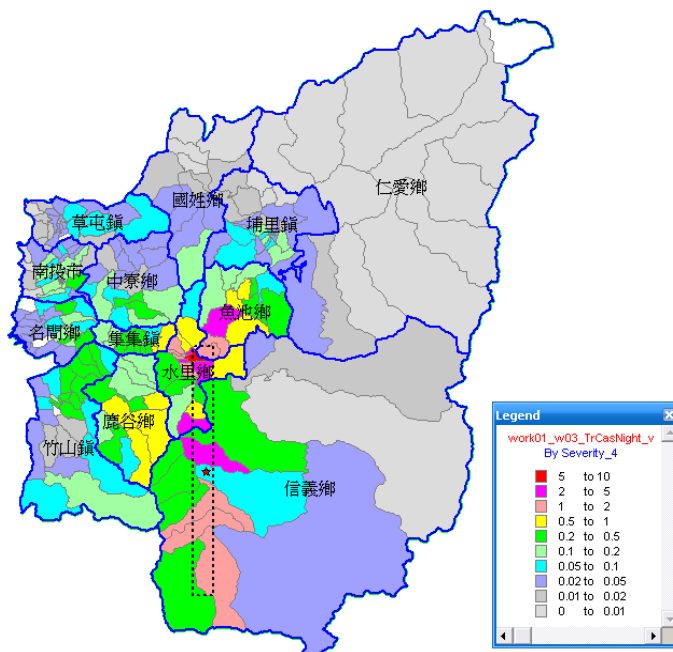 仁愛鄉
國姓鄉
草屯鎮
埔里鎮
南投市
中寮鄉
魚池鄉
名間鄉
集集鎮
水里鄉
鹿谷鄉
竹山鎮
信義鄉
Legend
work01_w03_TrCasNight_v
By Severity_4
5 to 10
2 to 5
1 to 2
0.5 to 1
0.2 to 0.5
0.1 to 0.2
0.05 to 0.1
0.02 to 0.05
0.01 to 0.02
0 to 0.01